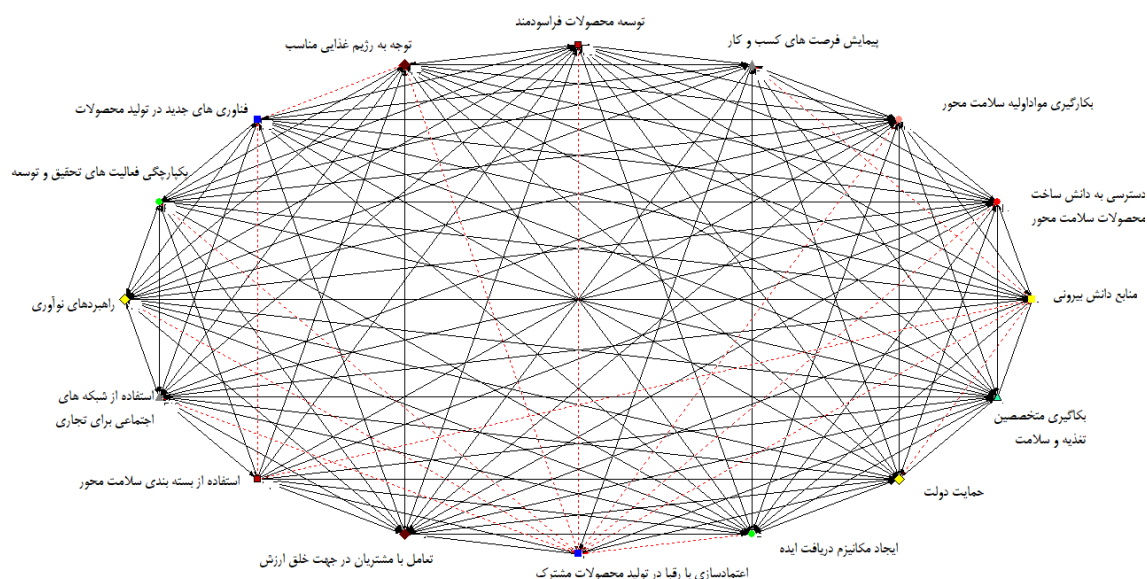 توسعه محصولات فراسودمند
پیمایش فرصت های کسب و کار
توجه به رژیم غذایی مناسب
بکارگیری مواداولیه سلامت محور
فناوری های جدید در تولید محصولات
یکپارچگی فعالیت های تحقیق و توسعه
دسترسی به دانش ساخت
محصولات سلامت محور
منابع دانش بیرونی
راهبردهای نوآوری
استفاده از شبکه های
اجتماعی برای تجاری
بکاگیری متخصصین
تغذیه و سلامت
استفاده از بسته بندی سلامت محور
حمایت دولت
تعامل با مشتریان در جهت خلق ارزش
ایجاد مکانیزم دریافت ایده
اعتمادسازی با رقبا در تولید محصولات مشترک